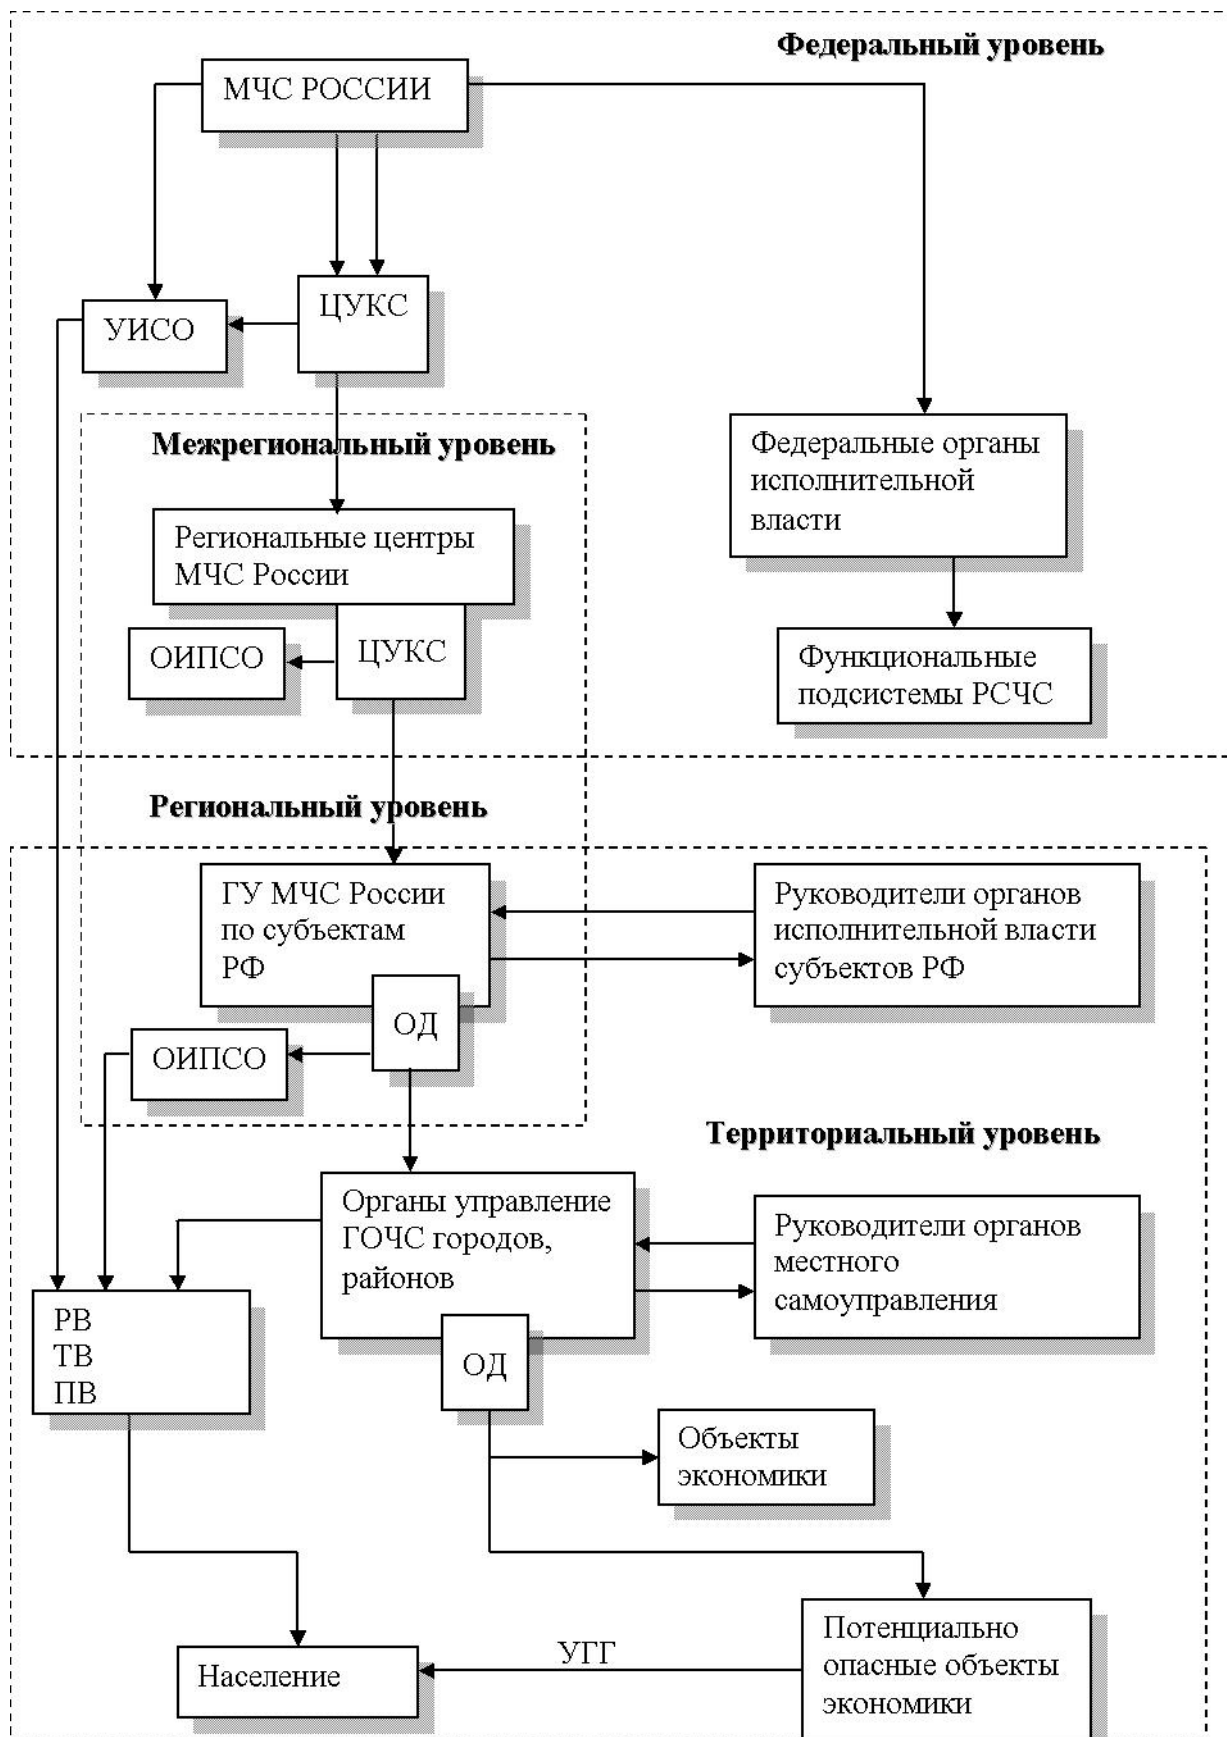 Федеральный уровень
МЧС РОССИИ
ЦУКС
УИСО
Межрегиональный уровень
Федеральные органы
исполнительной
власти
Региональные центры
МЧС России
ОИПСО
ЦУКС
Функциональные
подсистемы РСЧС
Региональный уровень
ГУ МЧС России
по субъектам
РФ
Руководители органов
исполнительной власти
субъектов РФ
ОД
ОИПСО
Территориальный уровень
Органы управление
ГОЧС городов,
районов
Руководители органов
местного
самоуправления
РВ
ТВ
ПВ
ОД
Объекты
экономики
Население
УГГ
Потенциально
опасные объекты
экономики